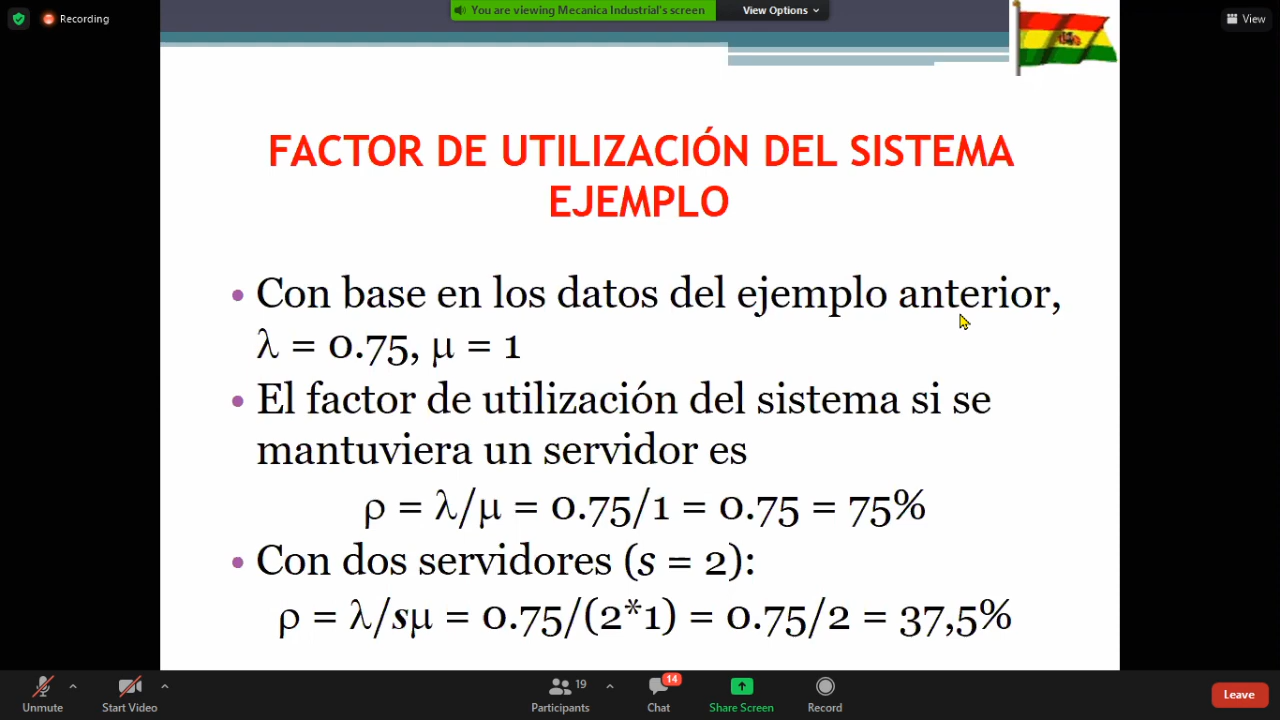 Recording
You are viewing Mecanica Industrial's screen
View Options
View
FACTOR DE UTILIZACIÓN DEL SISTEMA
EJEMPLO
• Con base en los datos del ejemplo anterior,
λ = 0.75, μ = 1
• El factor de utilización del sistema si se
mantuviera un servidor es
ρ = λ/μ = 0.75/1 = 0.75 = 75%
• Con dos servidores (s = 2):
ρ = λ/sμ = 0.75/(2*1) = 0.75/2 = 37,5%
Unmute
Start Video
Participants
19
Chat
14
Share Screen
Record
Leave